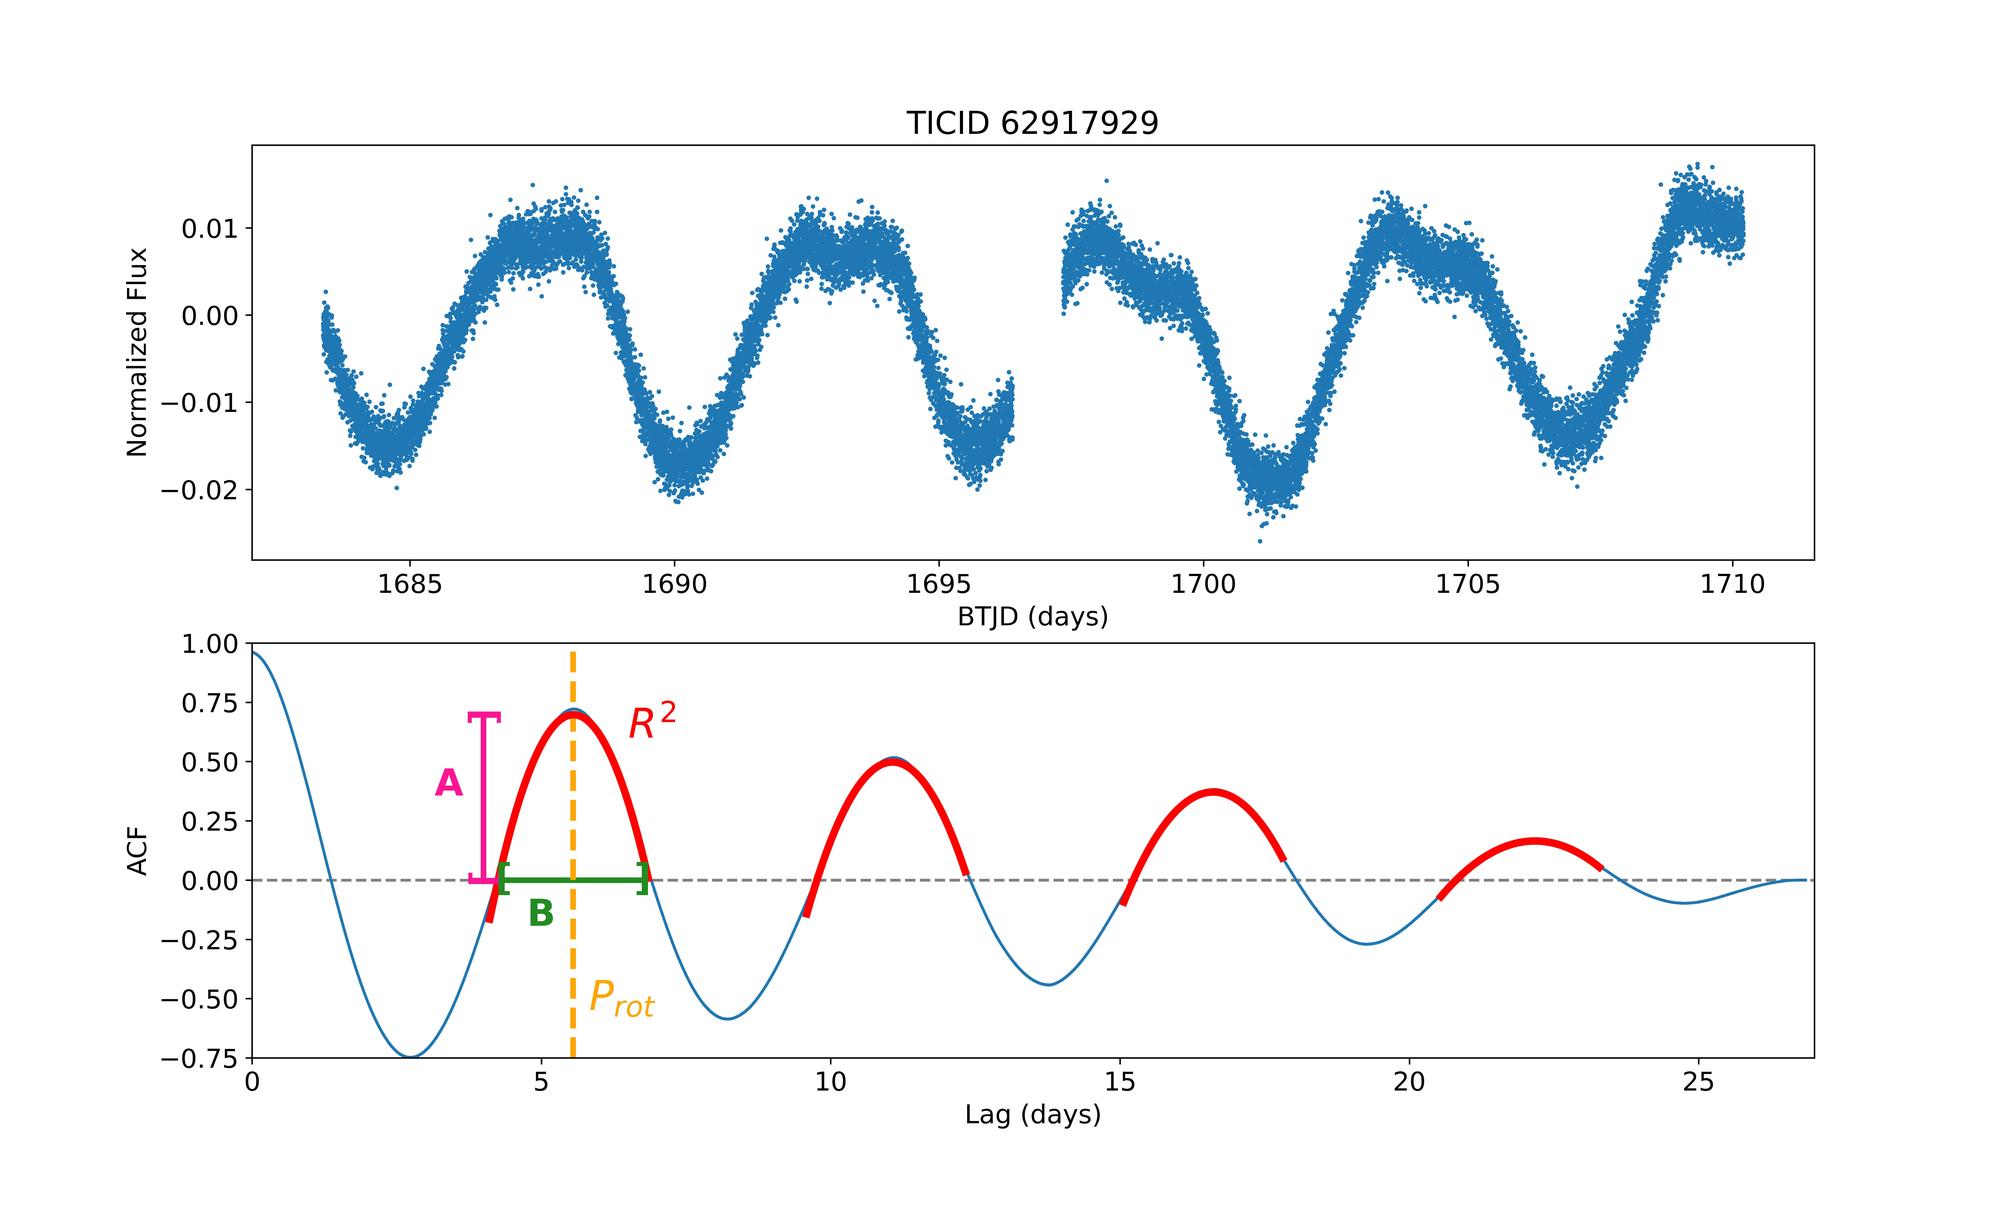 TICID 62917929
Normalized Flux
0.01
0.00
−0.01
−0.02
1685 1690 1695 1700 1705 1710
BTJD (days)
ACF
1.00
0.75
0.50
0.25
0.00
−0.25
−0.50
−0.75
A
B
R²
P_rot
0 5 10 15 20 25
Lag (days)